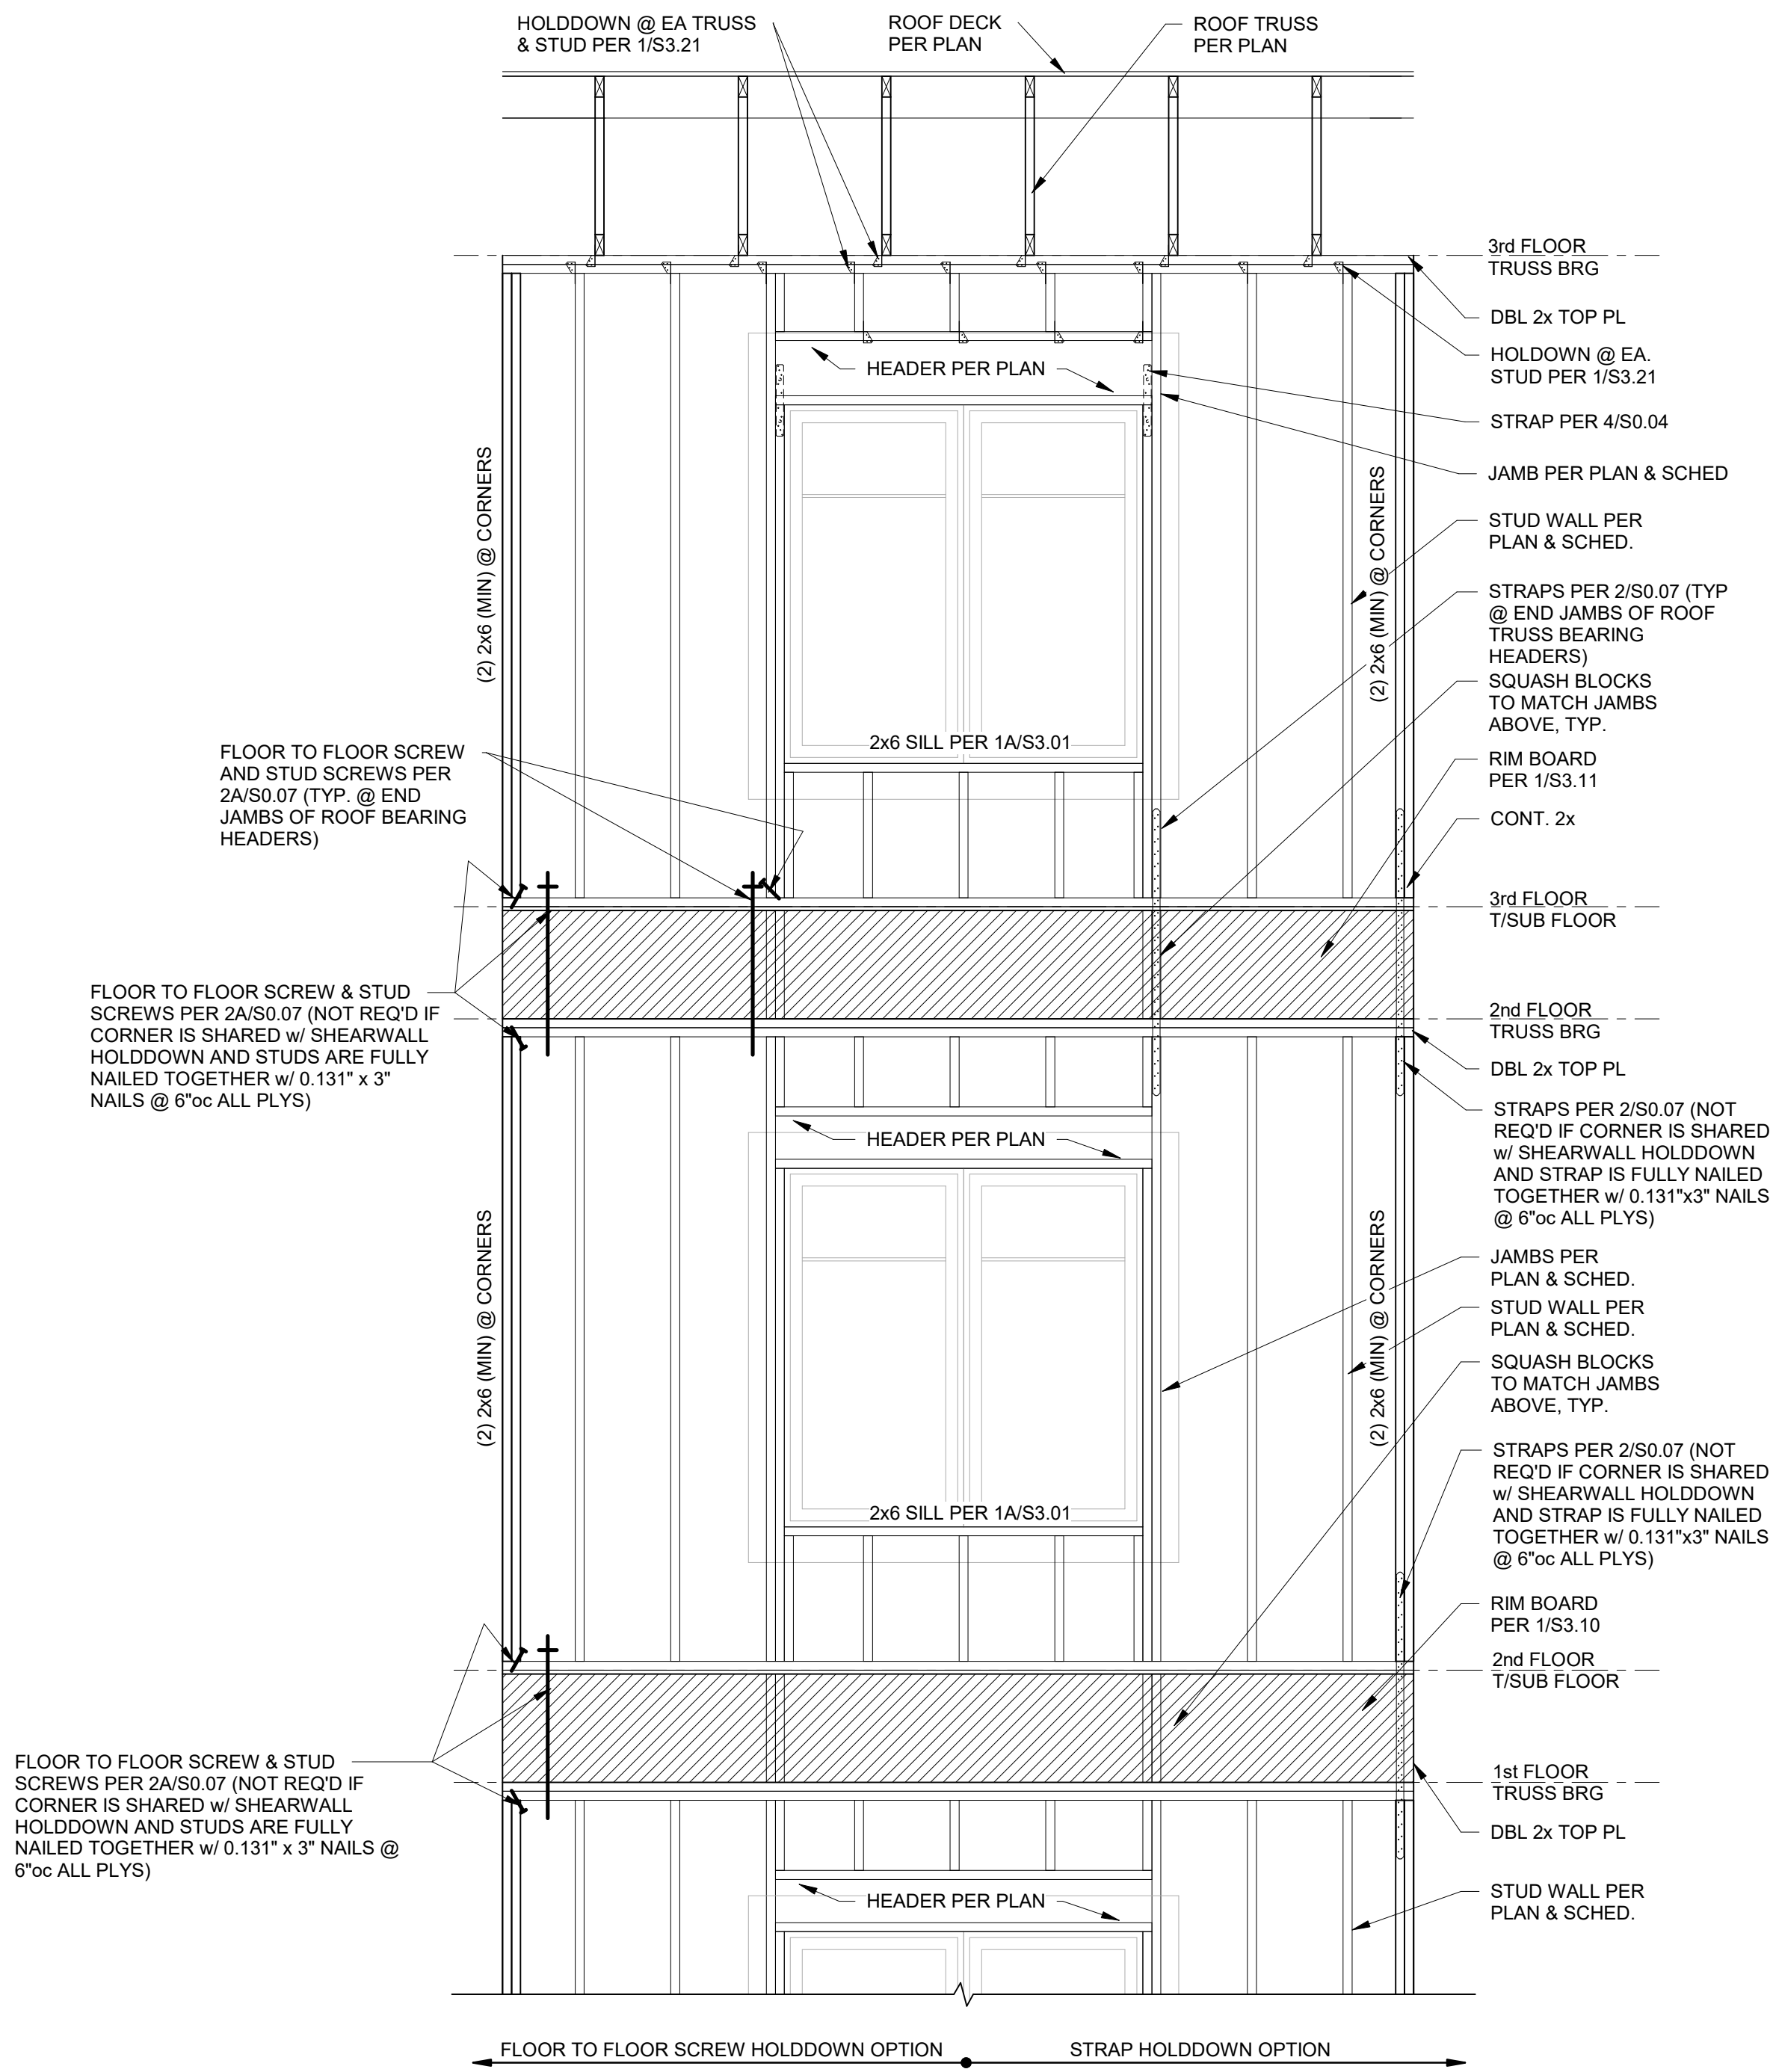 HOLDDOWN @ EA TRUSS
& STUD PER 1/S3.21
ROOF DECK
PER PLAN
ROOF TRUSS
PER PLAN
3rd FLOOR
TRUSS BRG
DBL 2x TOP PL
HOLDOWN @ EA.
STUD PER 1/S3.21
HEADER PER PLAN
STRAP PER 4/S0.04
JAMB PER PLAN & SCHED
(2) 2x6 (MIN) @ CORNERS
(2) 2x6 (MIN) @ CORNERS
STUD WALL PER
PLAN & SCHED.
STRAPS PER 2/S0.07 (TYP
@ END JAMBS OF ROOF
TRUSS BEARING
HEADERS)
SQUASH BLOCKS
TO MATCH JAMBS
ABOVE, TYP.
2x6 SILL PER 1A/S3.01
FLOOR TO FLOOR SCREW
AND STUD SCREWS PER
2A/S0.07 (TYP. @ END
JAMBS OF ROOF BEARING
HEADERS)
RIM BOARD
PER 1/S3.11
CONT. 2x
3rd FLOOR
T/SUB FLOOR
FLOOR TO FLOOR SCREW & STUD
SCREWS PER 2A/S0.07 (NOT REQ'D IF
CORNER IS SHARED w/ SHEARWALL
HOLDDOWN AND STUDS ARE FULLY
NAILED TOGETHER w/ 0.131" x 3"
NAILS @ 6"oc ALL PLYS)
2nd FLOOR
TRUSS BRG
DBL 2x TOP PL
STRAPS PER 2/S0.07 (NOT
REQ'D IF CORNER IS SHARED
w/ SHEARWALL HOLDDOWN
AND STRAP IS FULLY NAILED
TOGETHER w/ 0.131"x3" NAILS
@ 6"oc ALL PLYS)
HEADER PER PLAN
(2) 2x6 (MIN) @ CORNERS
(2) 2x6 (MIN) @ CORNERS
JAMBS PER
PLAN & SCHED.
STUD WALL PER
PLAN & SCHED.
SQUASH BLOCKS
TO MATCH JAMBS
ABOVE, TYP.
STRAPS PER 2/S0.07 (NOT
REQ'D IF CORNER IS SHARED
w/ SHEARWALL HOLDDOWN
AND STRAP IS FULLY NAILED
TOGETHER w/ 0.131"x3" NAILS
@ 6"oc ALL PLYS)
2x6 SILL PER 1A/S3.01
RIM BOARD
PER 1/S3.10
2nd FLOOR
T/SUB FLOOR
FLOOR TO FLOOR SCREW & STUD
SCREWS PER 2A/S0.07 (NOT REQ'D IF
CORNER IS SHARED w/ SHEARWALL
HOLDDOWN AND STUDS ARE FULLY
NAILED TOGETHER w/ 0.131" x 3" NAILS @
6"oc ALL PLYS)
1st FLOOR
TRUSS BRG
DBL 2x TOP PL
HEADER PER PLAN
STUD WALL PER
PLAN & SCHED.
FLOOR TO FLOOR SCREW HOLDDOWN OPTION
STRAP HOLDDOWN OPTION